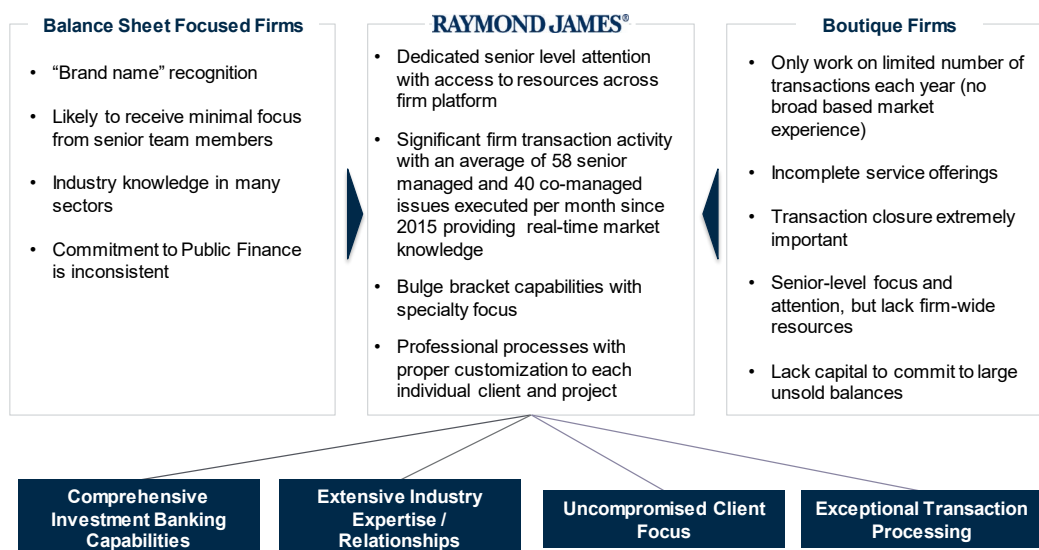 Balance Sheet Focused Firms
• “Brand name” recognition
• Likely to receive minimal focus
from senior team members
• Industry knowledge in many
sectors
• Commitment to Public Finance
is inconsistent
RAYMOND JAMES®
• Dedicated senior level attention
with access to resources across
firm platform
• Significant firm transaction activity
with an average of 58 senior
managed and 40 co-managed
issues executed per month since
2015 providing real-time market
knowledge
• Bulge bracket capabilities with
specialty focus
• Professional processes with
proper customization to each
individual client and project
Boutique Firms
• Only work on limited number of
transactions each year (no
broad based market
experience)
• Incomplete service offerings
• Transaction closure extremely
important
• Senior-level focus and
attention, but lack firm-wide
resources
• Lack capital to commit to large
unsold balances
Comprehensive
Investment Banking
Capabilities
Extensive Industry
Expertise /
Relationships
Uncompromised Client
Focus
Exceptional Transaction
Processing